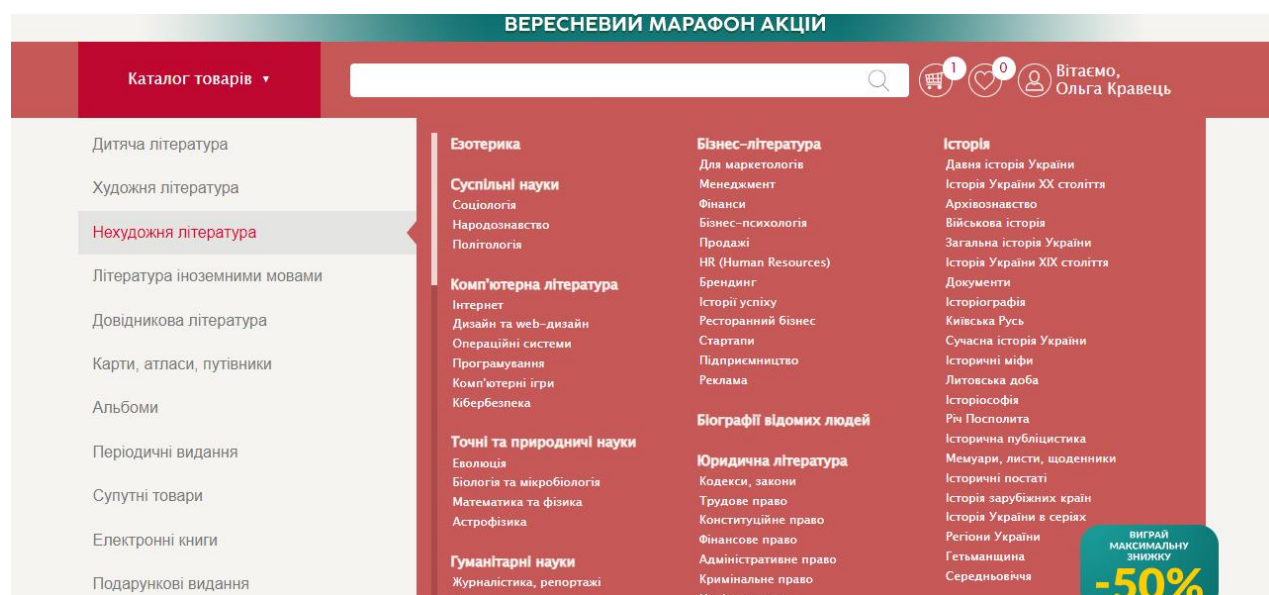 ВЕРЕСНЕВИЙ МАРАФОН АКЦІЙ
Каталог товарів
1
0
Вітаємо,
Ольга Кравець
Дитяча література
Художня література
Нехудожня література
Література іноземними мовами
Довідникова література
Карти, атласи, путівники
Альбоми
Періодичні видання
Супутні товари
Електронні книги
Подарункові видання
Езотерика
Суспільні науки
Соціологія
Народознавство
Політологія
Комп'ютерна література
Інтернет
Дизайн та web-дизайн
Операційні системи
Програмування
Комп'ютерні ігри
Кібербезпека
Точні та природничі науки
Еволюція
Біологія та мікробіологія
Математика та фізика
Астрофізика
Гуманітарні науки
Журналістика, репортажі
Бізнес-література
Для маркетологів
Менеджмент
Фінанси
Бізнес-психологія
Продажі
HR (Human Resources)
Брендинг
Історії успіху
Ресторанний бізнес
Стартапи
Підприємництво
Реклама
Біографії відомих людей
Юридична література
Кодекси, закони
Трудове право
Конституційне право
Фінансове право
Адміністративне право
Кримінальне право
Історія
Давня історія України
Історія України XX століття
Архівознавство
Військова історія
Загальна історія України
Історія України XIX століття
Документи
Історіографія
Київська Русь
Сучасна історія України
Історичні міфи
Литовська доба
Історіософія
Річ Посполита
Історична публіцистика
Мемуари, листи, щоденники
Історичні постаті
Історія зарубіжних країн
Історія України в серіях
Регіони України
Гетьманщина
Середньовіччя
ВИГРАЙ
МАКСИМАЛЬНУ
ЗНИЖКУ
-50%